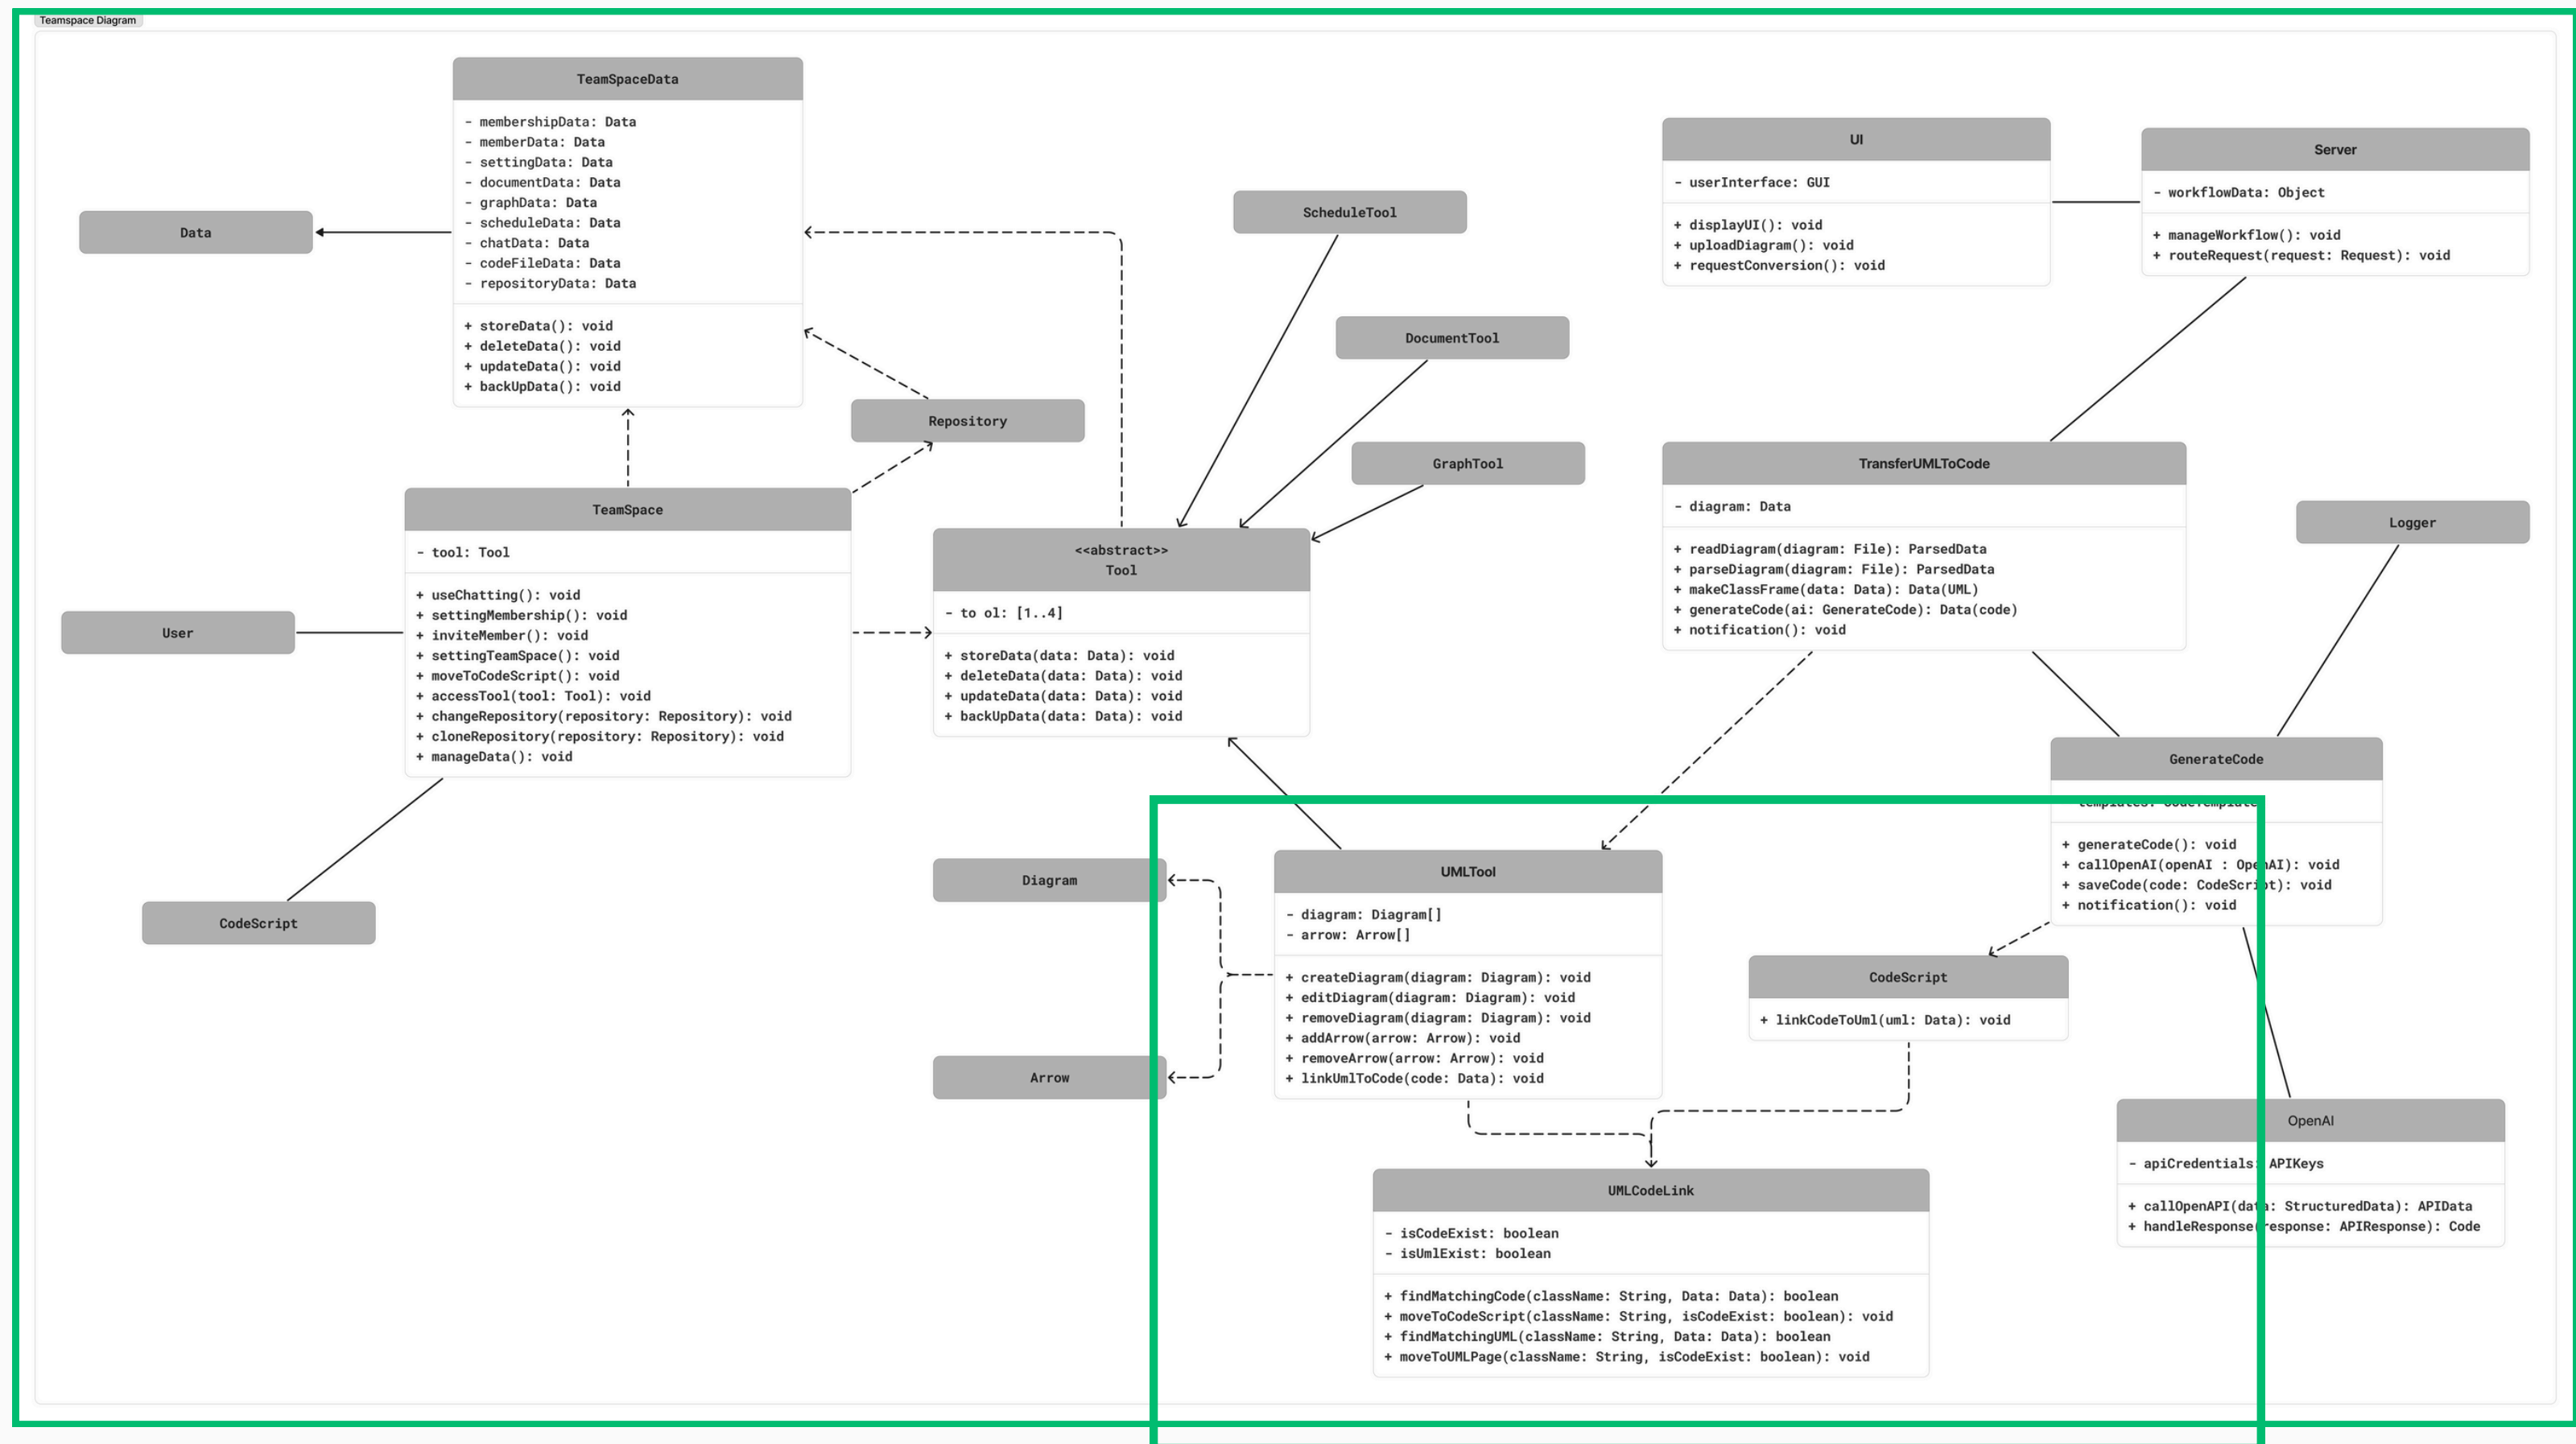 Teamspace Diagram
TeamSpaceData
- membershipData: Data
- memberData: Data
- settingData: Data
- documentData: Data
- graphData: Data
- scheduleData: Data
- chatData: Data
- codeFileData: Data
- repositoryData: Data
+ storeData(): void
+ deleteData(): void
+ updateData(): void
+ backUpData(): void
Data
Repository
TeamSpace
- tool: Tool
+ useChatting(): void
+ settingMembership(): void
+ inviteMember(): void
+ settingTeamSpace(): void
+ moveToCodeScript(): void
+ accessTool(tool: Tool): void
+ changeRepository(repository: Repository): void
+ cloneRepository(repository: Repository): void
+ manageData(): void
User
CodeScript
ScheduleTool
DocumentTool
GraphTool
<<abstract>>
Tool
- to ol: [1..4]
+ storeData(data: Data): void
+ deleteData(data: Data): void
+ updateData(data: Data): void
+ backUpData(data: Data): void
UI
- userInterface: GUI
+ displayUI(): void
+ uploadDiagram(): void
+ requestConversion(): void
Server
- workflowData: Object
+ manageWorkflow(): void
+ routeRequest(request: Request): void
TransferUMLToCode
- diagram: Data
+ readDiagram(diagram: File): ParsedData
+ parseDiagram(diagram: File): ParsedData
+ makeClassFrame(data: Data): Data(UML)
+ generateCode(ai: GenerateCode): Data(code)
+ notification(): void
Logger
GenerateCode
templates: CodeTemplate
+ generateCode(): void
+ callOpenAI(openAI : OpenAI): void
+ saveCode(code: CodeScript): void
+ notification(): void
Diagram
Arrow
UMLTool
- diagram: Diagram[]
- arrow: Arrow[]
+ createDiagram(diagram: Diagram): void
+ editDiagram(diagram: Diagram): void
+ removeDiagram(diagram: Diagram): void
+ addArrow(arrow: Arrow): void
+ removeArrow(arrow: Arrow): void
+ linkUmlToCode(code: Data): void
CodeScript
+ linkCodeToUml(uml: Data): void
OpenAI
- apiCredentials: APIKeys
+ callOpenAPI(data: StructuredData): APIData
+ handleResponse(response: APIResponse): Code
UMLCodeLink
- isCodeExist: boolean
- isUmlExist: boolean
+ findMatchingCode(className: String, Data: Data): boolean
+ moveToCodeScript(className: String, isCodeExist: boolean): void
+ findMatchingUML(className: String, Data: Data): boolean
+ moveToUMLPage(className: String, isCodeExist: boolean): void